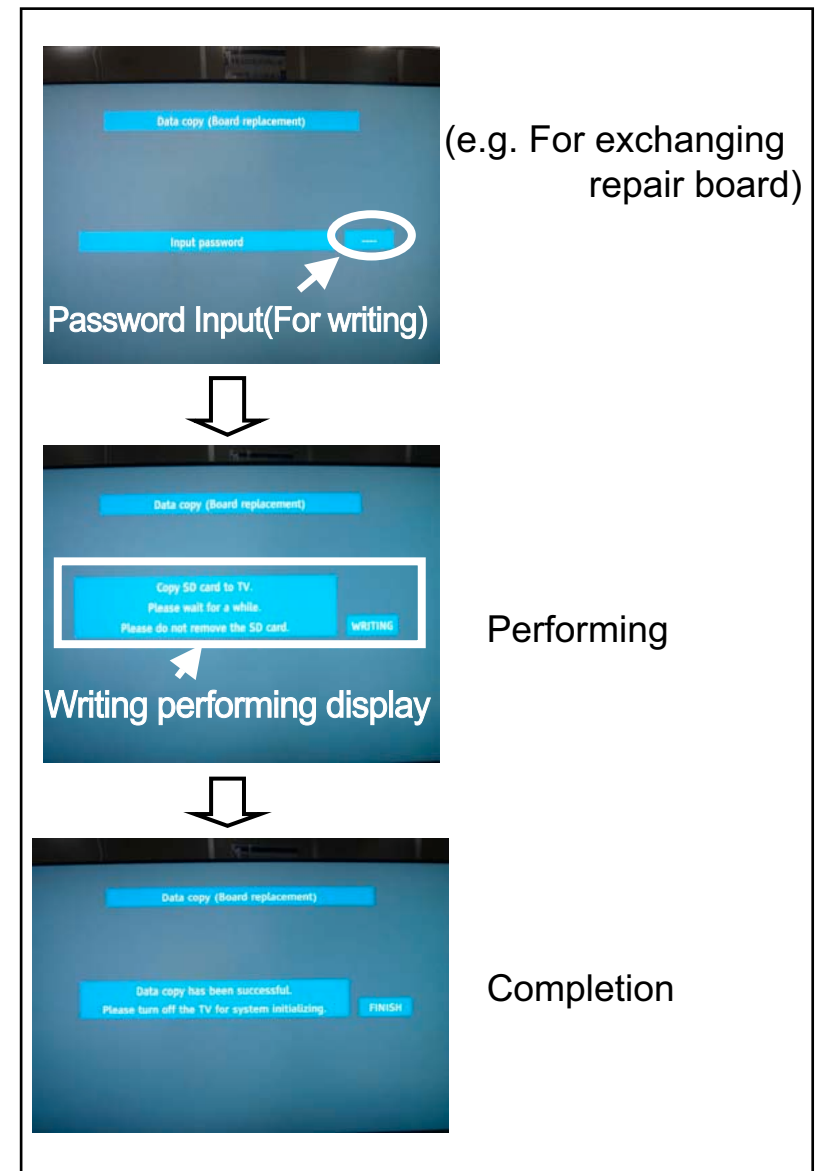 Data copy (Board replacement)
(e.g. For exchanging
repair board)
Input password
Password Input(For writing)
Data copy (Board replacement)
Copy SD card to TV.
Please wait for a while.
Please do not remove the SD card.
WRITING
Performing
Writing performing display
Data copy (Board replacement)
Data copy has been successful.
Please turn off the TV for system initializing.
FINISH
Completion